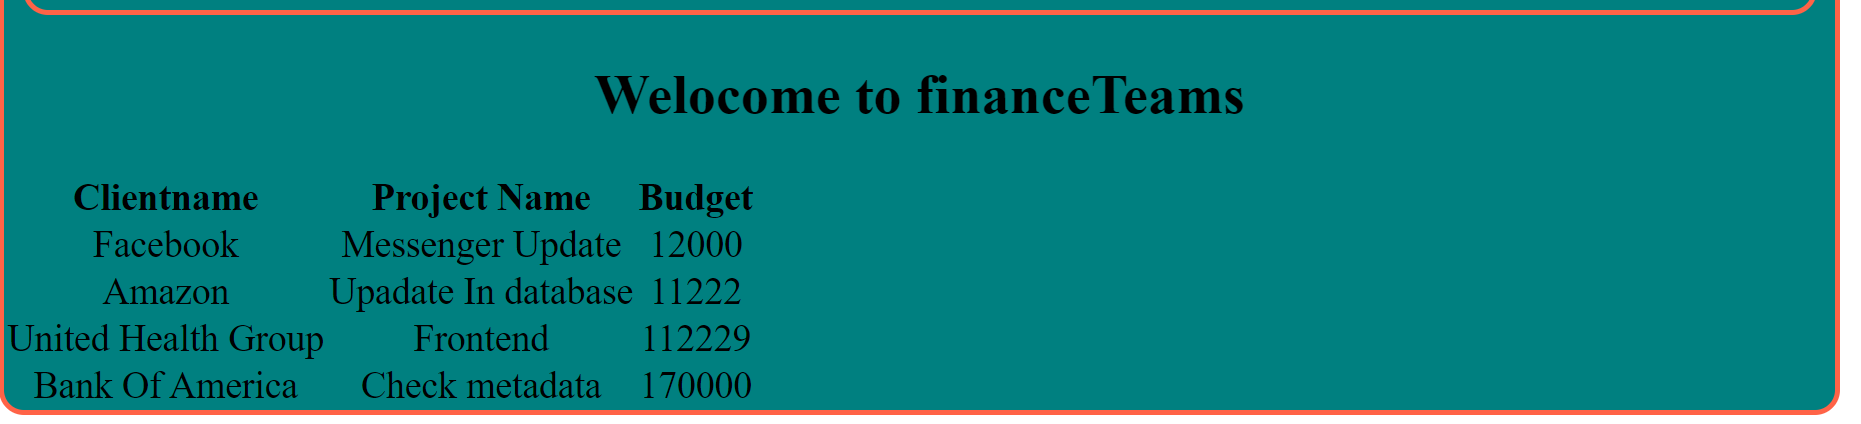 Welocome to financeTeams
Clientname Project Name Budget
Facebook Messenger Update 12000
Amazon Upadate In database 11222
United Health Group Frontend 112229
Bank Of America Check metadata 170000